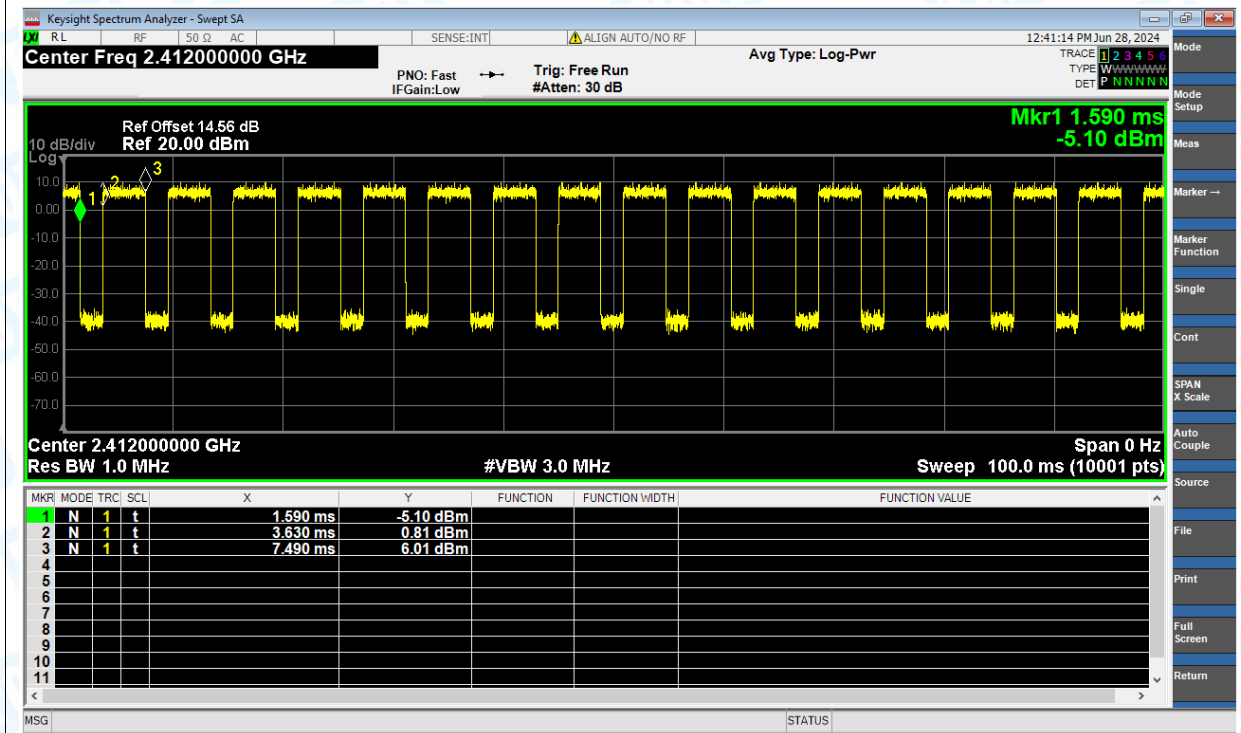 Keysight Spectrum Analyzer - Swept SA
LXI RL RF 50 Ω AC SENSE:INT ALIGN AUTO/NO RF 12:41:14 PM Jun 28, 2024
Center Freq 2.412000000 GHz Avg Type: Log-Pwr TRACE 1 2 3 4 5 6
PNO: Fast Trig: Free Run TYPE WWWWWW
IFGain:Low #Atten: 30 dB DET P N N N N N
Mkr1 1.590 ms
Ref Offset 14.56 dB
10 dB/div Ref 20.00 dBm -5.10 dBm
Log
10.0
0.00
-10.0
-20.0
-30.0
-40.0
-50.0
-60.0
-70.0
1 2 3
Center 2.412000000 GHz Span 0 Hz
Res BW 1.0 MHz #VBW 3.0 MHz Sweep 100.0 ms (10001 pts)
MKR MODE TRC SCL X Y FUNCTION FUNCTION WIDTH FUNCTION VALUE
1 N 1 t 1.590 ms -5.10 dBm
2 N 1 t 3.630 ms 0.81 dBm
3 N 1 t 7.490 ms 6.01 dBm
4
5
6
7
8
9
10
11
MSG STATUS
Mode
Mode
Setup
Meas
Marker→
Marker
Function
Single
Cont
SPAN
X Scale
Auto
Couple
Source
File
Print
Full
Screen
Return